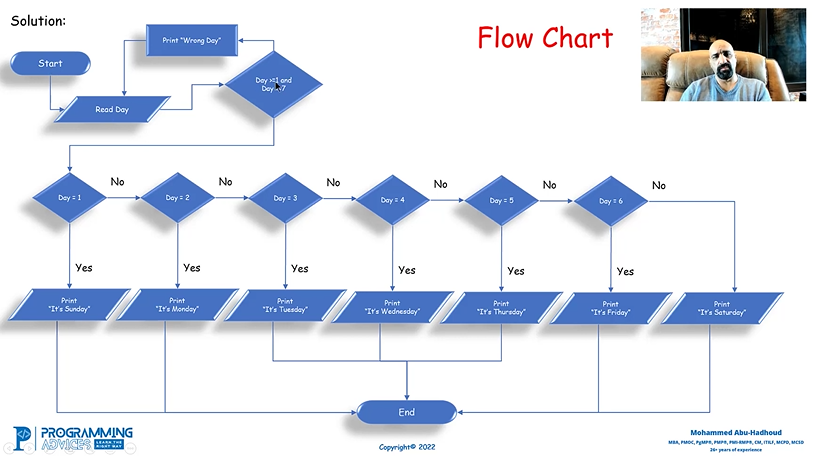 Solution:
Flow Chart
Print "Wrong Day"
Start
Day >=1 and
Day
7
Read Day
Day = 1
No
Day = 2
No
Day = 3
No
Day = 4
No
Day = 5
No
Day = 6
No
Yes
Yes
Yes
Yes
Yes
Yes
Print
"It's Sunday"
Print
"It's Monday"
Print
"It's Tuesday"
Print
"It's Wednesday"
Print
"It's Thursday"
Print
"It's Friday"
Print
"It's Saturday"
End
PROGRAMMING
ADVICES LEARN THE
RIGHT WAY
Copyright© 2022
Mohammed Abu-Hadhoud
MBA, PMOC, PgMP®, PMP®, PMI-RMP®, CM, ITILF, MCPD, MCSD
26+ years of experience